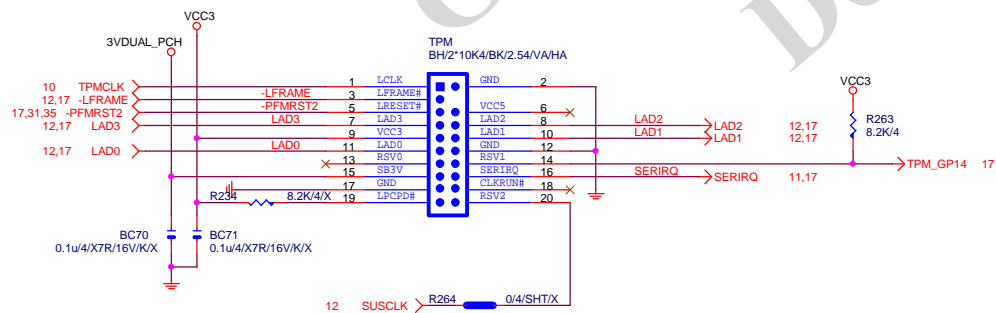 VCC3
3VDUAL_PCH
TPM
BH/2*10K4/BK/2.54/VA/HA
VCC3
10 TPMCLK 1 LCLK GND 2
12,17 -LFRAME -LFRAME 3 LFRAME#
17,31,35 -PFMRST2 -PFMRST2 5 LRESET# VCC5 6
12,17 LAD3 LAD3 7 LAD3 LAD2 8 LAD2 LAD2 12,17
9 VCC3 LAD1 10 LAD1 LAD1 12,17
12,17 LAD0 LAD0 11 LAD0 GND 12
13 RSV0 RSV1 14 TPM_GP14 17
15 SB3V SERIRQ 16 SERIRQ SERIRQ 11,17
17 GND CLKRUN# 18
R234 8.2K/4/X 19 LPCPD# RSV2 20
R263
8.2K/4
BC70
0.1u/4/X7R/16V/K/X
BC71
0.1u/4/X7R/16V/K/X
12 SUSCLK R264 0/4/SHT/X